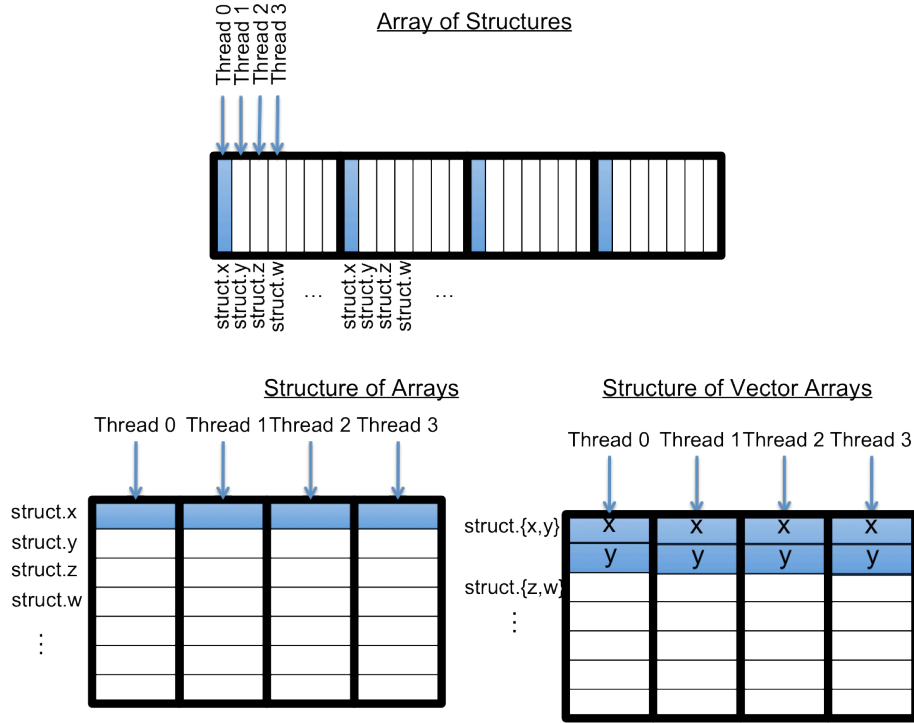 Array of Structures
Thread 0
Thread 1
Thread 2
Thread 3
struct.x
struct.y
struct.z
struct.w
...
struct.x
struct.y
struct.z
struct.w
...
Structure of Arrays
Thread 0 Thread 1 Thread 2 Thread 3
struct.x
struct.y
struct.z
struct.w
⋮
Structure of Vector Arrays
Thread 0 Thread 1 Thread 2 Thread 3
struct.{x,y}
x x x x
y y y y
struct.{z,w}
⋮